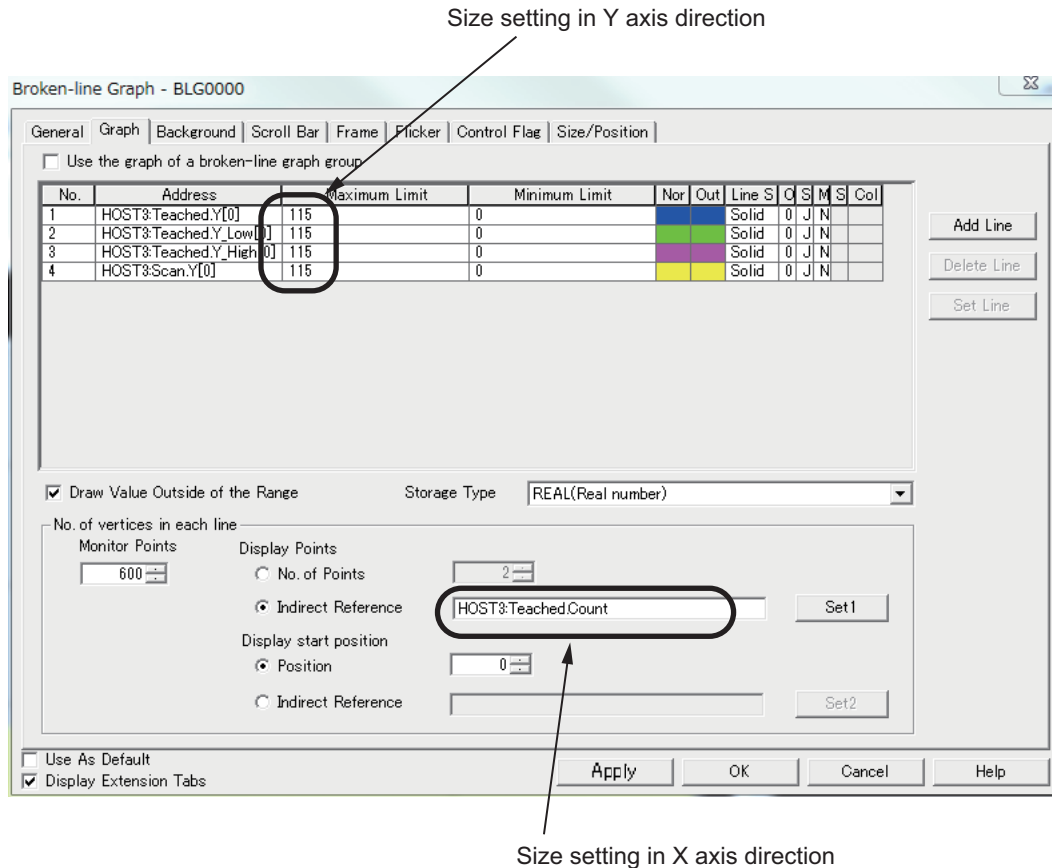 Size setting in Y axis direction
Broken-line Graph - BLG0000
General Graph Background Scroll Bar Frame Flicker Control Flag Size/Position
Use the graph of a broken-line graph group
No. Address Maximum Limit Minimum Limit Nor Out Line S O S M S Col
1 HOST3:Teached.Y[0] 115 0 Solid 0 J N
2 HOST3:Teached.Y_Low[0] 115 0 Solid 0 J N
3 HOST3:Teached.Y_High[0] 115 0 Solid 0 J N
4 HOST3:Scan.Y[0] 115 0 Solid 0 J N
Add Line
Delete Line
Set Line
Draw Value Outside of the Range Storage Type REAL(Real number)
No. of vertices in each line
Monitor Points Display Points
600 No. of Points 2
Indirect Reference HOST3:Teached.Count Set1
Display start position
Position 0
Indirect Reference Set2
Use As Default
Display Extension Tabs
Apply OK Cancel Help
Size setting in X axis direction